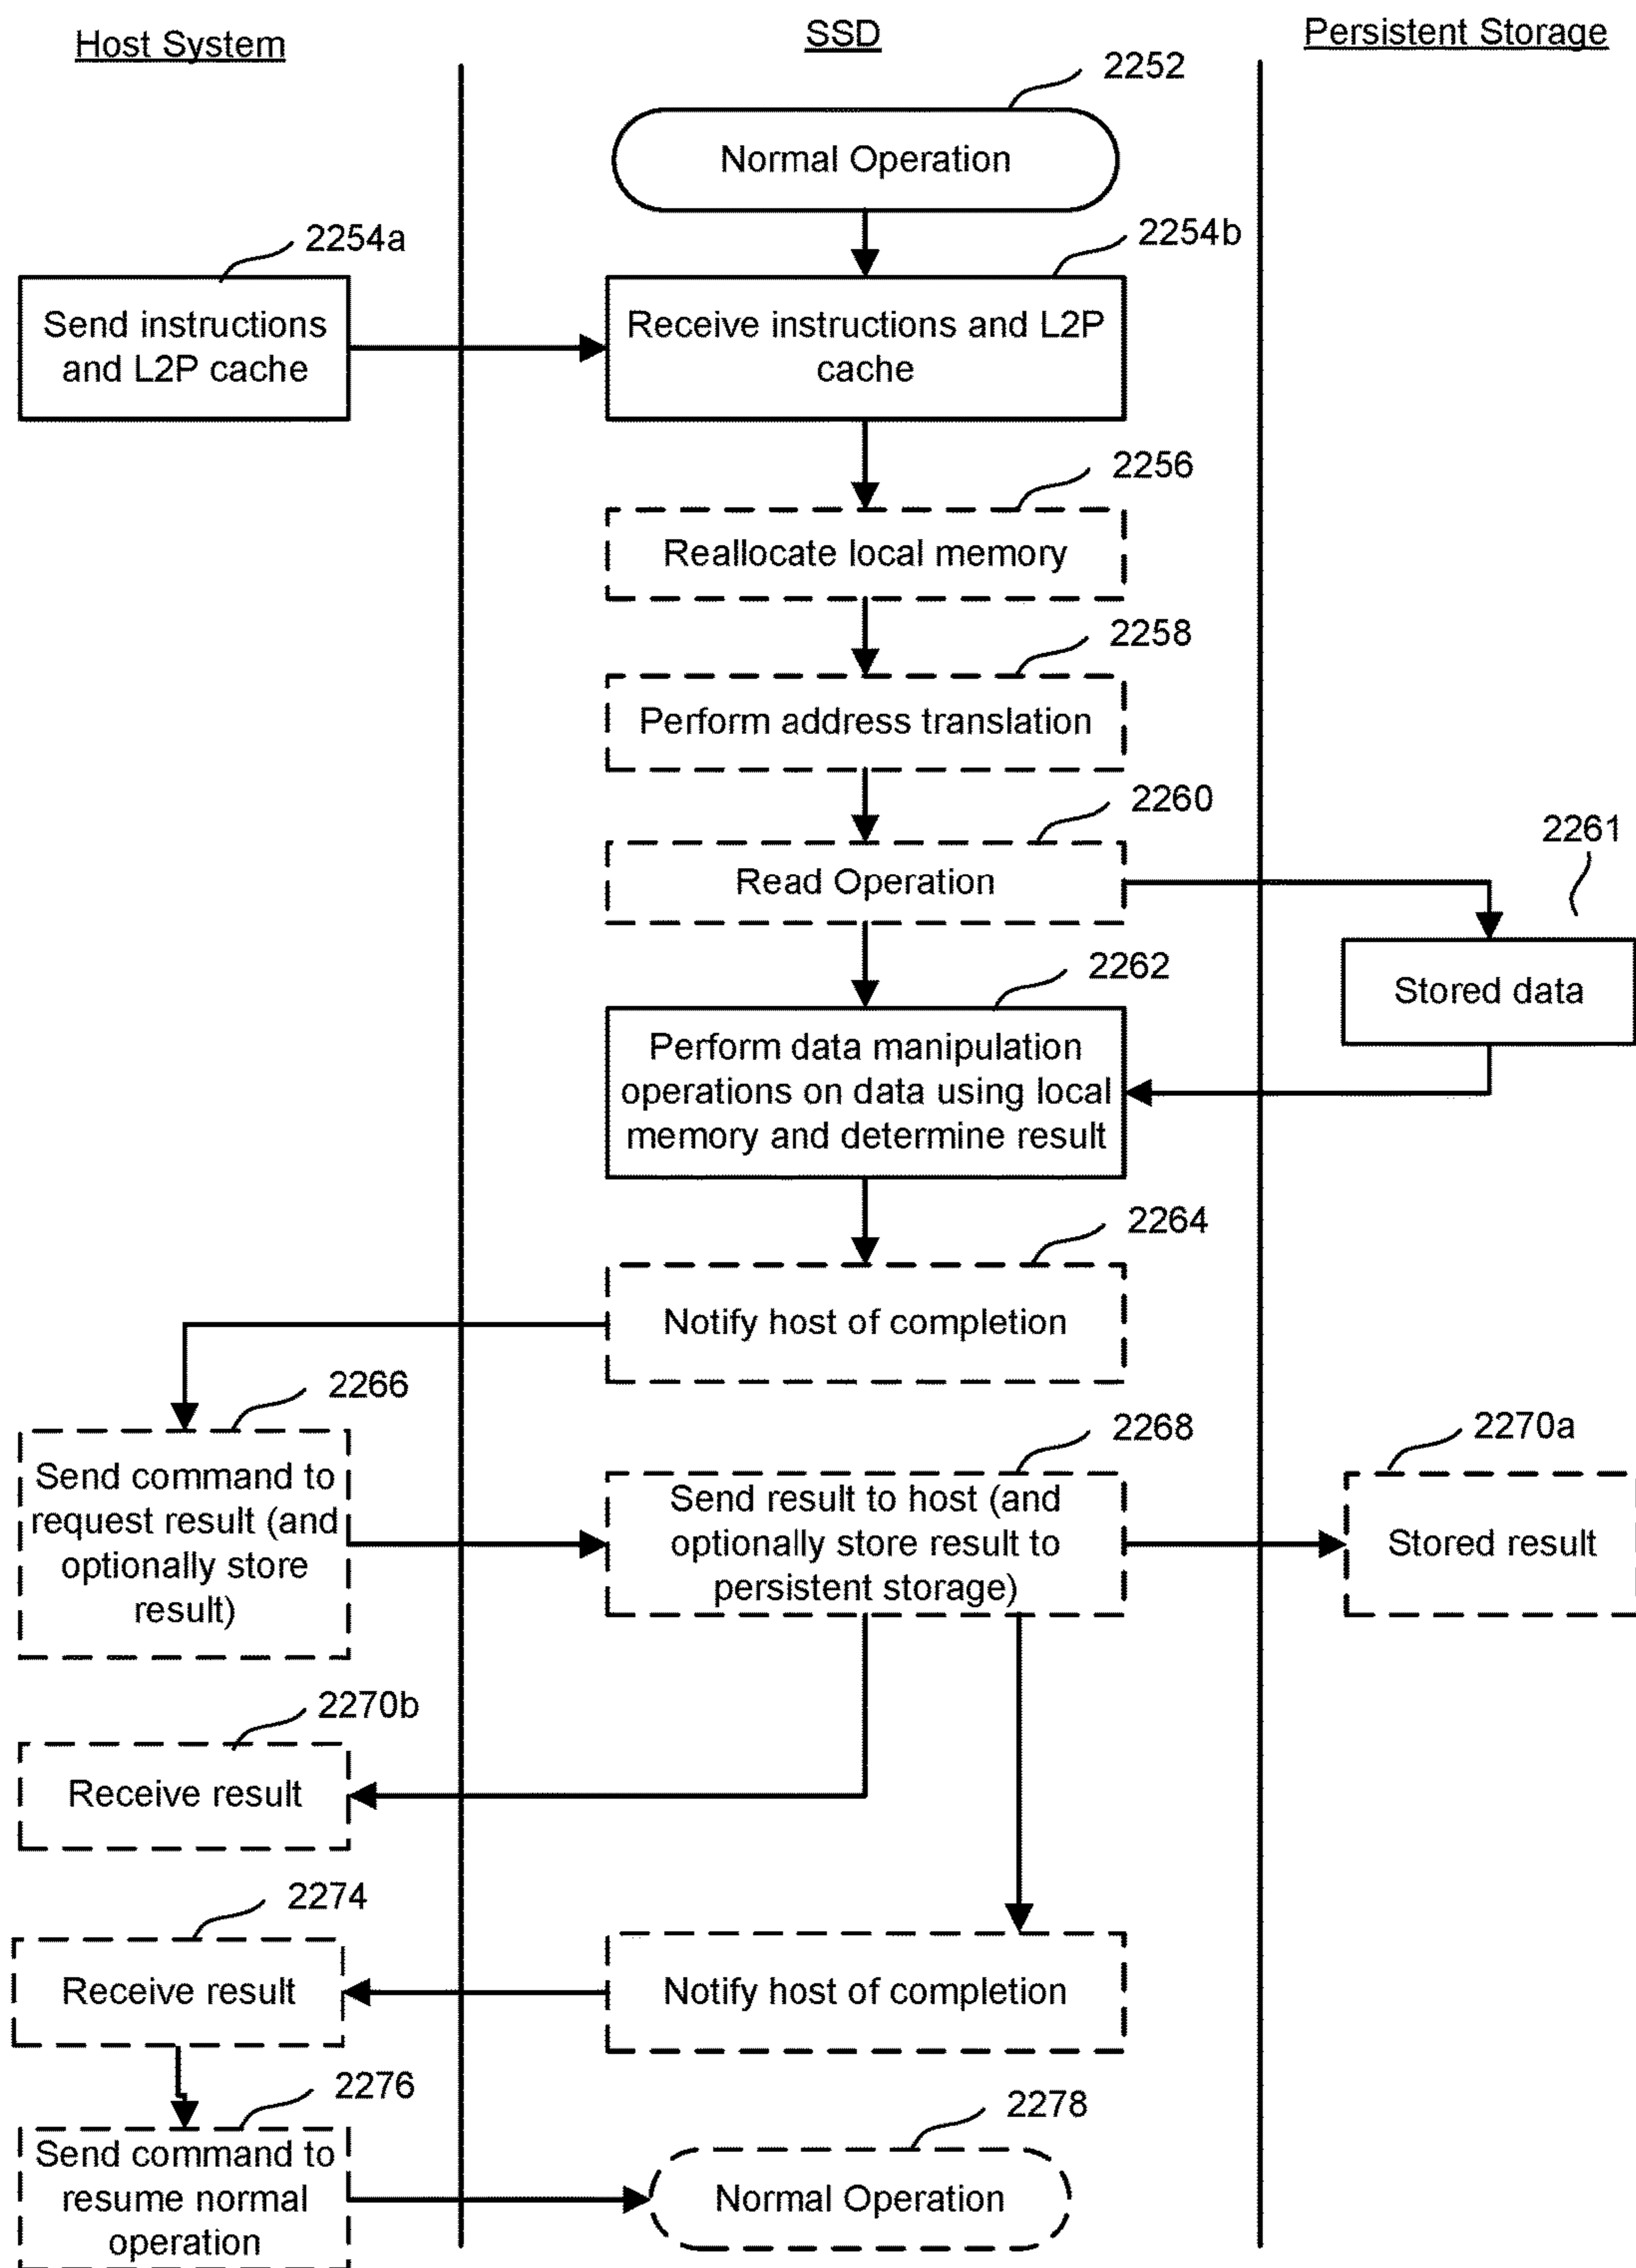 Host System
SSD
Persistent Storage
2252
Normal Operation
2254a
2254b
Send instructions
and L2P cache
Receive instructions and L2P
cache
2256
Reallocate local memory
2258
Perform address translation
2260
Read Operation
2261
Stored data
2262
Perform data manipulation
operations on data using local
memory and determine result
2264
Notify host of completion
2266
Send command to
request result (and
optionally store
result)
2268
Send result to host (and
optionally store result to
persistent storage)
2270a
Stored result
2270b
Receive result
2274
Receive result
Notify host of completion
2276
Send command to
resume normal
operation
2278
Normal Operation